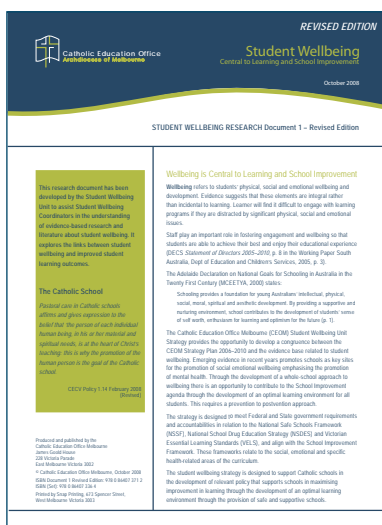 REVISED EDITION
Catholic Education Office
Archdiocese of Melbourne
Student Wellbeing
Central to Learning and School Improvement
October 2008
STUDENT WELLBEING RESEARCH Document 1 – Revised Edition
This research document has been
developed by the Student Wellbeing
Unit to assist Student Wellbeing
Coordinators in the understanding
of evidence-based research and
literature about student wellbeing. It
explores the links between student
wellbeing and improved student
learning outcomes.
The Catholic School
Pastoral care in Catholic schools
affirms and gives expression to the
belief that 'the person of each individual
human being, in his or her material and
spiritual needs, is at the heart of Christ's
teaching: this is why the promotion of the
human person is the goal of the Catholic
school'
CECV Policy 1.14 February 2008
[Revised]
Produced and published by the
Catholic Education Office Melbourne
James Goold House
228 Victoria Parade
East Melbourne Victoria 3002
© Catholic Education Office Melbourne, October 2008
ISBN Document 1 Revised Edition: 978 0 86407 371 2
ISBN (Set): 978 0 86407 336 4
Printed by Snap Printing, 673 Spencer Street,
West Melbourne Victoria 3003
Wellbeing is Central to Learning and School Improvement
Wellbeing refers to students' physical, social and emotional wellbeing and
development. Evidence suggests that these elements are integral rather
than incidental to learning. Learner will find it difficult to engage with learning
programs if they are distracted by significant physical, social and emotional
issues.
Staff play an important role in fostering engagement and wellbeing so that
students are able to achieve their best and enjoy their educational experience
(DECS Statement of Directions 2005–2010, p. 6 in the Working Paper South
Australia, Dept of Education and Children's Services, 2005, p. 3).
The Adelaide Declaration on National Goals for Schooling in Australia in the
Twenty First Century (MCEETYA, 2000) states:
Schooling provides a foundation for young Australians' intellectual, physical,
social, moral, spiritual and aesthetic development. By providing a supportive and
nurturing environment, school contributes to the development of students' sense
of self worth, enthusiasm for learning and optimism for the future (p. 1)
The Catholic Education Office Melbourne (CEOM) Student Wellbeing Unit
Strategy provides the opportunity to develop a congruence between the
CEOM Strategy Plan 2006–2010 and the evidence base related to student
wellbeing. Emerging evidence in recent years promotes schools as key sites
for the promotion of social emotional wellbeing emphasising the promotion
of mental health. Through the development of a whole-school approach to
wellbeing there is an opportunity to contribute to the School Improvement
agenda through the development of an optimal learning environment for all
students. This requires a prevention to postvention approach.
The strategy is designed to meet Federal and State government requirements
and accountabilities in relation to the National Safe Schools Framework
(NSSF), National School Drug Education Strategy (NSDES) and Victorian
Essential Learning Standards (VELS), and align with the School Improvement
Framework. These frameworks relate to the social, emotional and specific
health-related areas of the curriculum.
The student wellbeing strategy is designed to support Catholic schools in
the development of relevant policy that supports schools in maximising
improvement in learning through the development of an optimal learning
environment through the provision of safe and supportive schools.